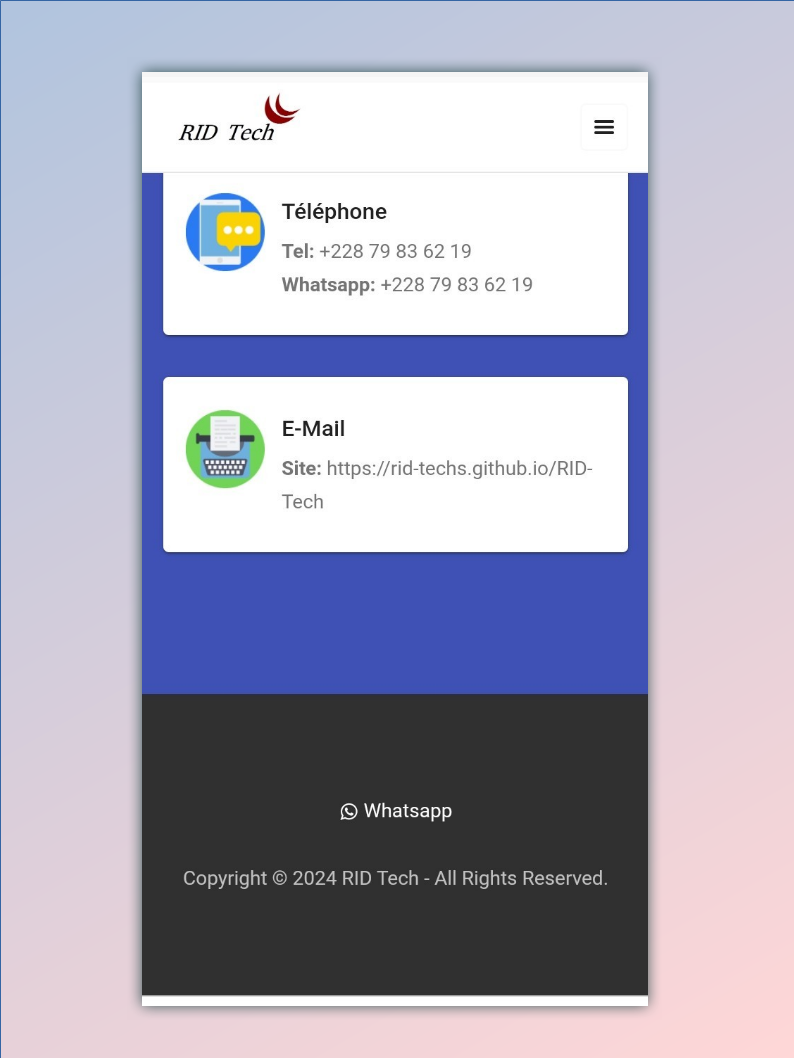 RID Tech
Téléphone
Tel: +228 79 83 62 19
Whatsapp: +228 79 83 62 19
E-Mail
Site: https://rid-techs.github.io/RID-
Tech
Whatsapp
Copyright © 2024 RID Tech - All Rights Reserved.